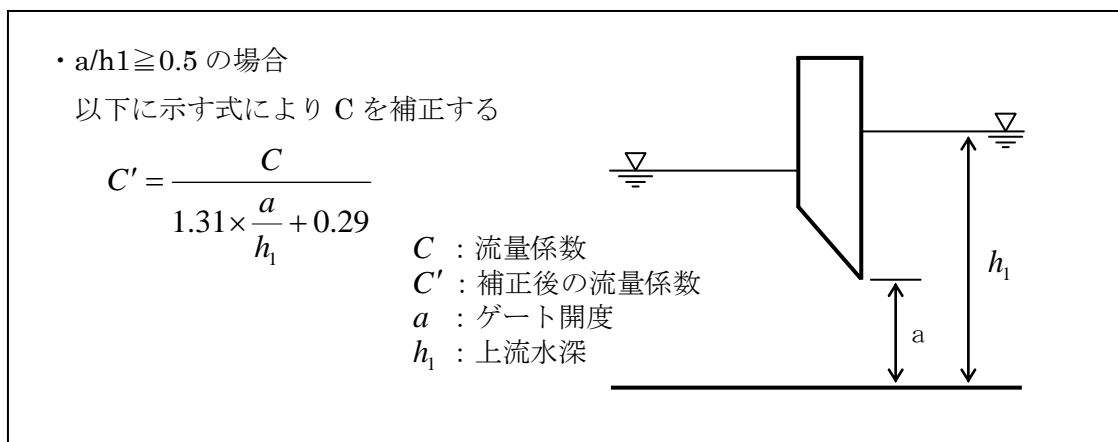 ・a/h1≧0.5 の場合
以下に示す式により C を補正する
C′= C / (1.31× a/h₁ +0.29)
C ：流量係数
C′：補正後の流量係数
a ：ゲート開度
h₁ ：上流水深
h₁
a